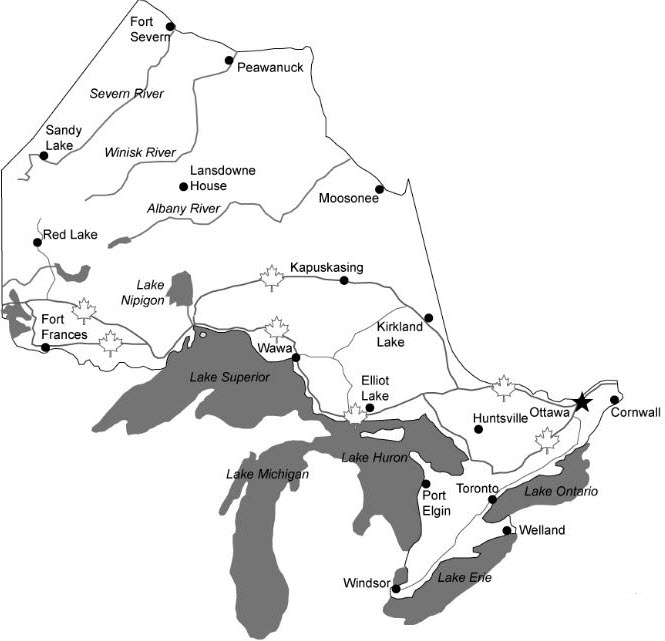 Fort
Severn
Peawanuck
Severn River
Sandy
Lake
Winisk River
Lansdowne
House
Moosonee
Albany River
Red Lake
Kapuskasing
Lake
Nipigon
Fort
Frances
Kirkland
Lake
Wawa
Lake Superior
Elliot
Lake
Huntsville
Ottawa
Cornwall
Lake Huron
Lake Michigan
Port
Elgin
Toronto
Lake Ontario
Welland
Windsor
Lake Erie